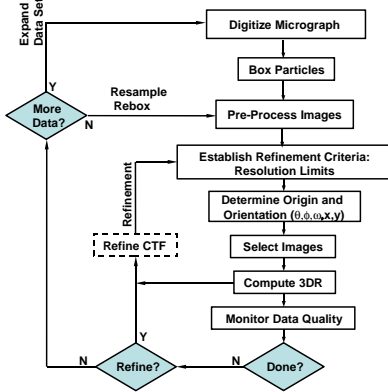 Expand
Data Set
Digitize Micrograph
Box Particles
Y
More
Data?
N
Resample
Rebox
Pre-Process Images
Establish Refinement Criteria:
Resolution Limits
Refinement
Determine Origin and
Orientation (θ,φ,ω,x,y)
Refine CTF
Select Images
Compute 3DR
Monitor Data Quality
Y
N
Refine?
N
Done?